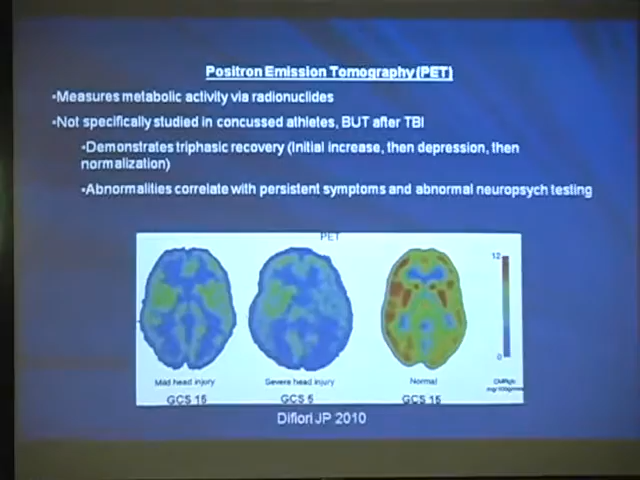 Positron Emission Tomography (PET)
•Measures metabolic activity via radionuclides
•Not specifically studied in concussed athletes, BUT after TBI
•Demonstrates triphasic recovery (Initial increase, then depression, then
normalization)
•Abnormalities correlate with persistent symptoms and abnormal neuropsych testing
PET
12
0
Mild head injury
Severe head injury
Normal
GCS 15
GCS 5
GCS 15
Difiori JP 2010